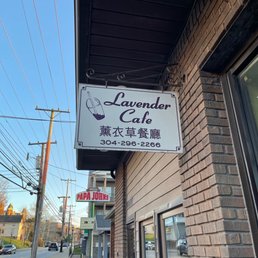 Lavender
Cafe
薰衣草餐廳
304-296-2266
PAPA JOHNS